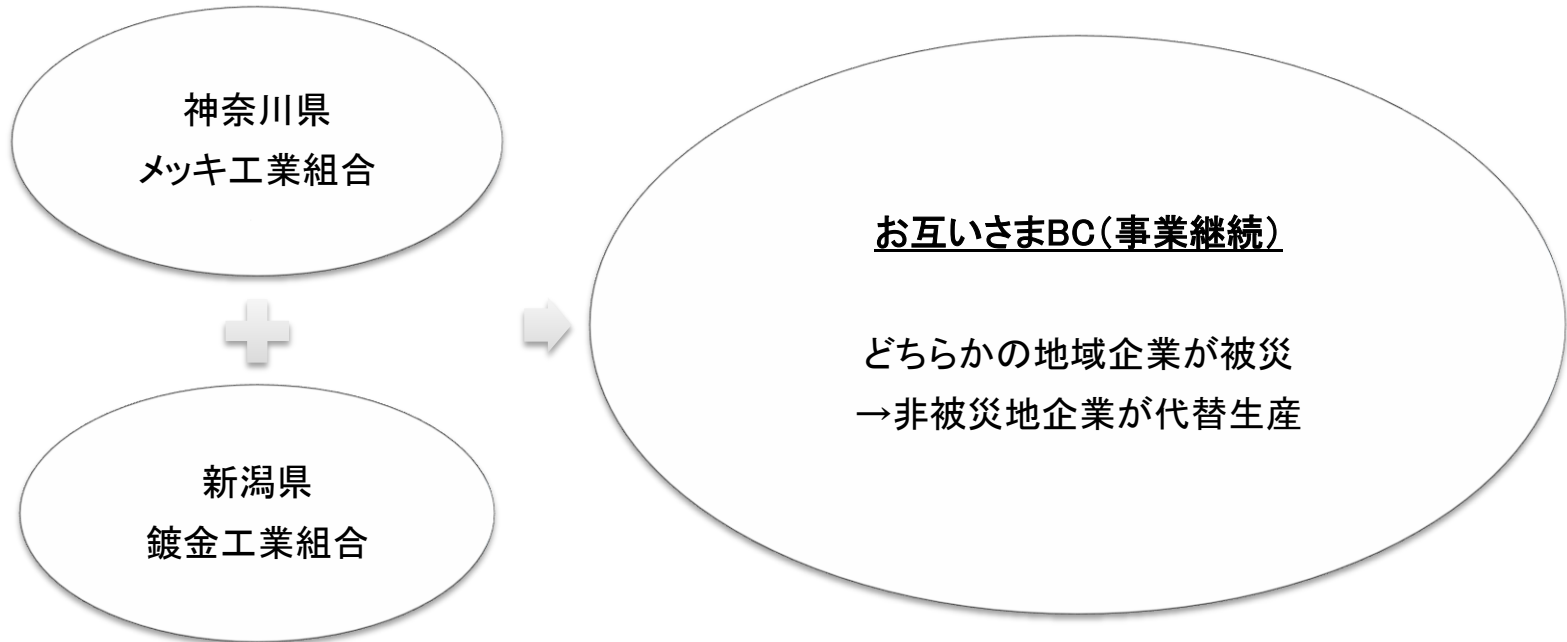 神奈川県
メッキ工業組合
新潟県
鍍金工業組合
お互いさまBC(事業継続)
どちらかの地域企業が被災
→非被災地企業が代替生産